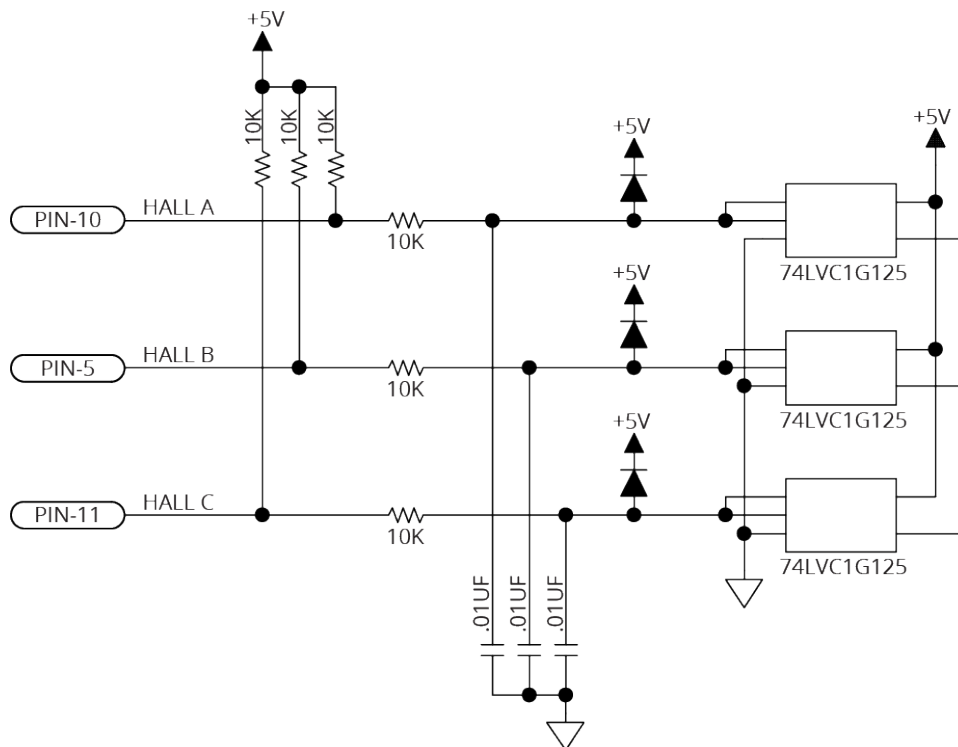 +5V
10K
10K
10K
+5V
+5V
PIN-10
HALL A
10K
74LVC1G125
+5V
PIN-5
HALL B
10K
74LVC1G125
+5V
PIN-11
HALL C
10K
74LVC1G125
.01UF
.01UF
.01UF